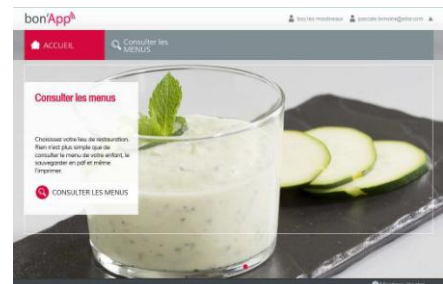 bon'App
ACCUEIL
Consulter les
MENUS
Consulter les menus
Choisissez votre lieu de restauration.
Rien n'est plus simple que de
consulter le menu de votre enfant, le
sauvegarder en pdf et même
l'imprimer.
CONSULTER LES MENUS